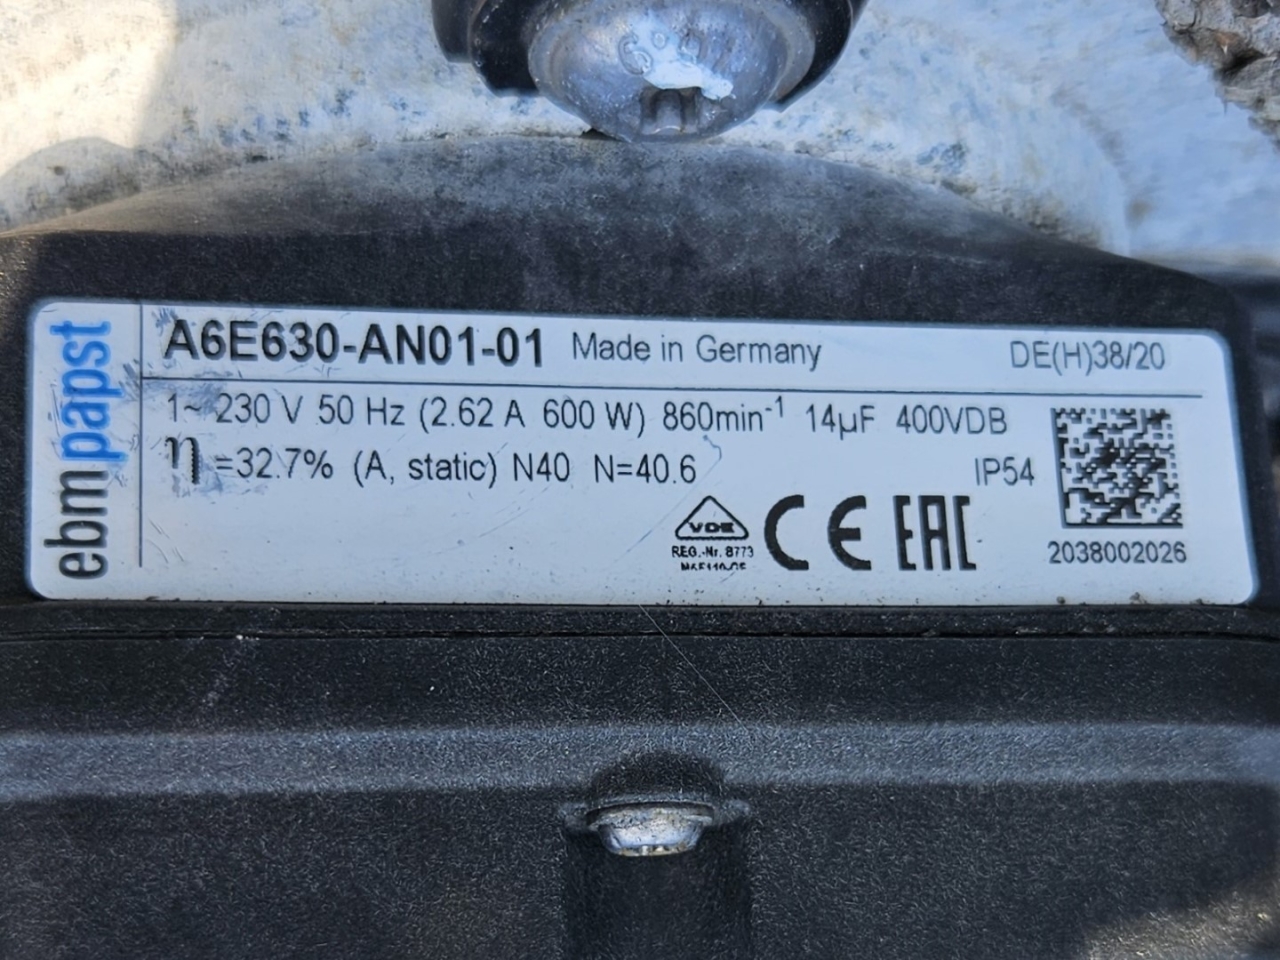 ebmpapst
A6E630-AN01-01 Made in Germany DE(H)38/20
1~ 230 V 50 Hz (2.62 A 600 W) 860min⁻¹ 14µF 400VDB
η =32.7% (A, static) N40 N=40.6 IP54
VDE
REG.-Nr. 8773
CE EAC
2038002026